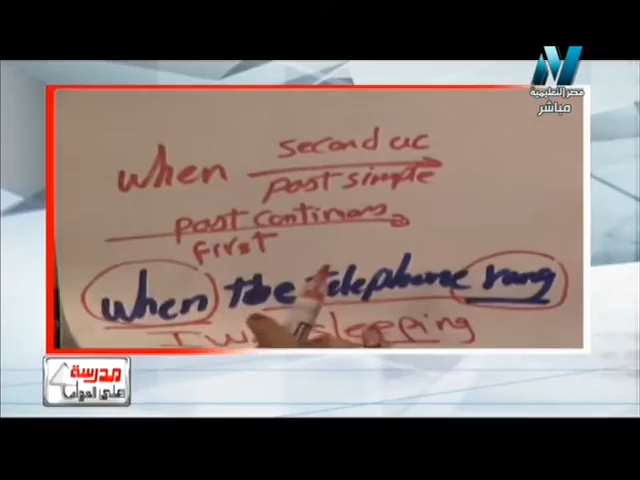 مصر التعليمية
مباشر
second ac
when
past simple
past continous
first
when the telephone rang
I was sleeping
مدرسة
على الهواء